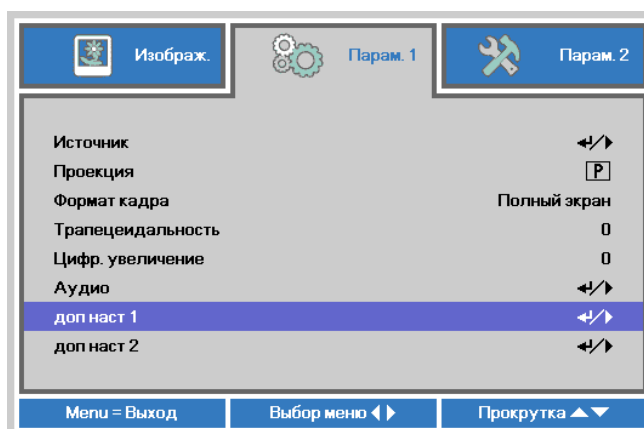 Изображ. Парам. 1 Парам. 2
Источник
Проекция P
Формат кадра Полный экран
Трапецеидальность 0
Цифр. увеличение 0
Аудио
доп наст 1
доп наст 2
Menu = Выход Выбор меню Прокрутка